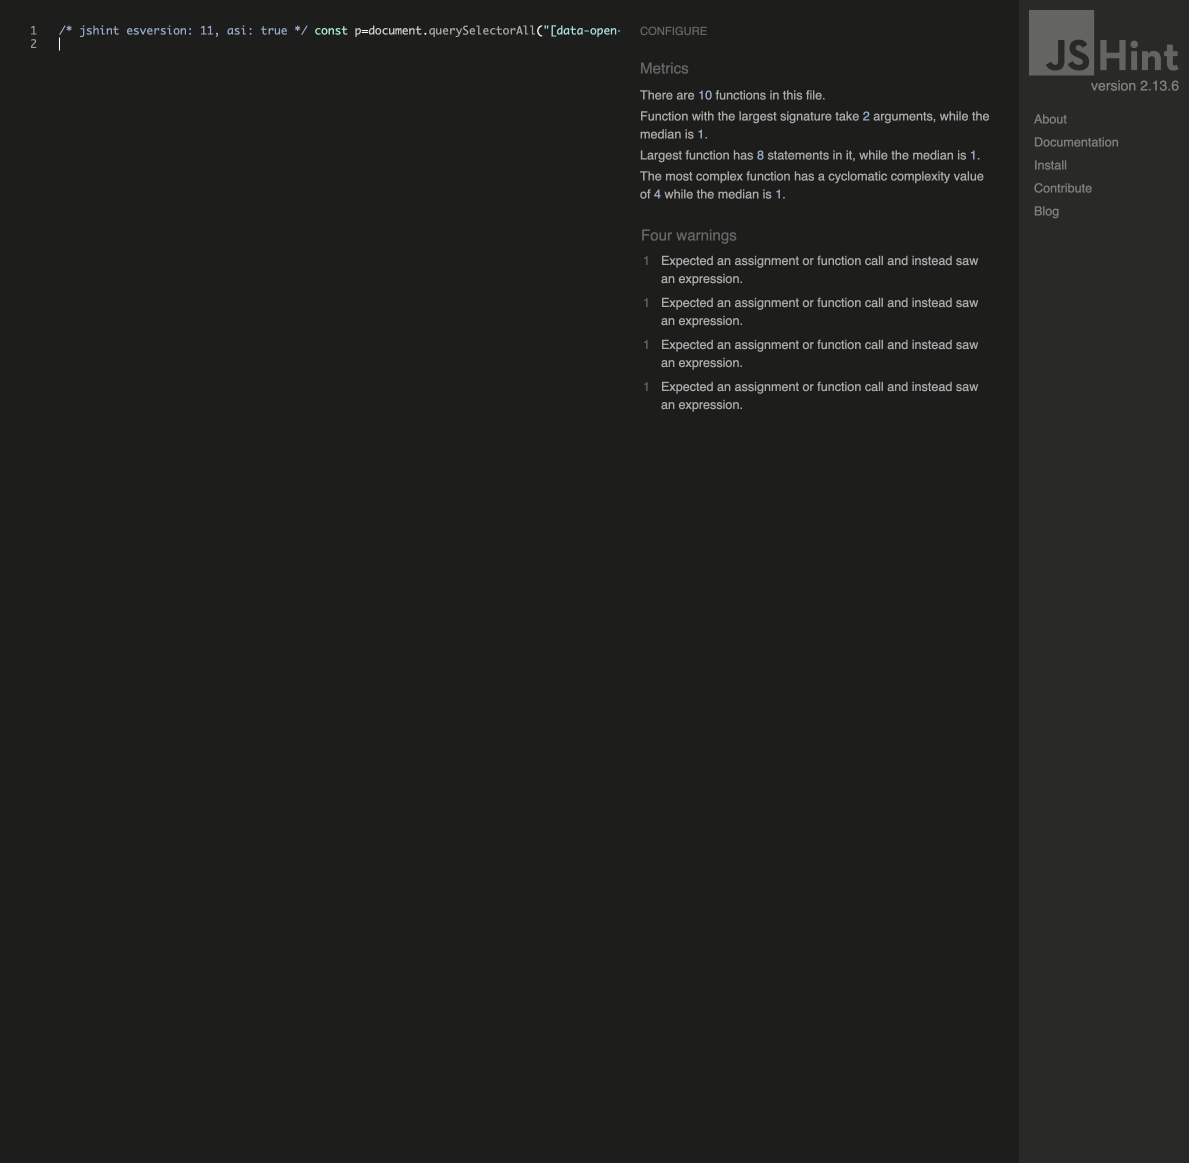 1 /* jshint esversion: 11, asi: true */ const p=document.querySelectorAll("[data-open-
2
CONFIGURE
Metrics
There are 10 functions in this file.
Function with the largest signature take 2 arguments, while the
median is 1.
Largest function has 8 statements in it, while the median is 1.
The most complex function has a cyclomatic complexity value
of 4 while the median is 1.
Four warnings
1 Expected an assignment or function call and instead saw
an expression.
1 Expected an assignment or function call and instead saw
an expression.
1 Expected an assignment or function call and instead saw
an expression.
1 Expected an assignment or function call and instead saw
an expression.
JSHint
version 2.13.6
About
Documentation
Install
Contribute
Blog